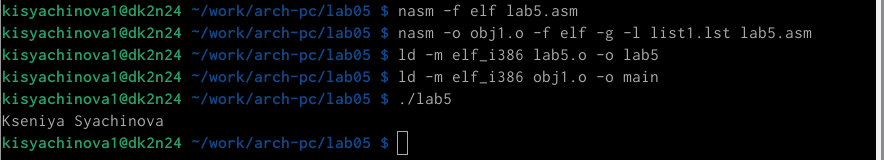 kisyachinova1@dk2n24 ~/work/arch-pc/lab05 $ nasm -f elf lab5.asm
kisyachinova1@dk2n24 ~/work/arch-pc/lab05 $ nasm -o obj1.o -f elf -g -l list1.lst lab5.asm
kisyachinova1@dk2n24 ~/work/arch-pc/lab05 $ ld -m elf_i386 lab5.o -o lab5
kisyachinova1@dk2n24 ~/work/arch-pc/lab05 $ ld -m elf_i386 obj1.o -o main
kisyachinova1@dk2n24 ~/work/arch-pc/lab05 $ ./lab5
Kseniya Syachinova
kisyachinova1@dk2n24 ~/work/arch-pc/lab05 $